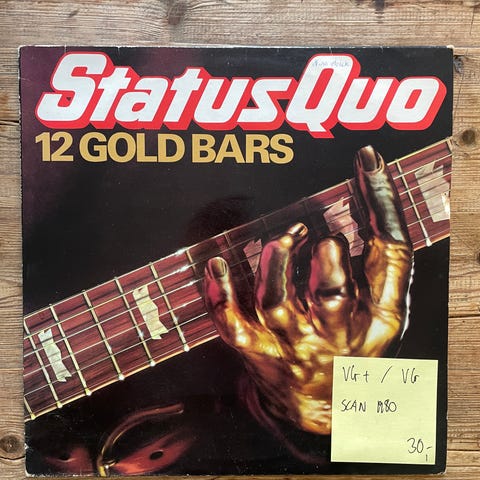 Status Quo
12 GOLD BARS
VG+ / VG
SCAN 1980
30,-